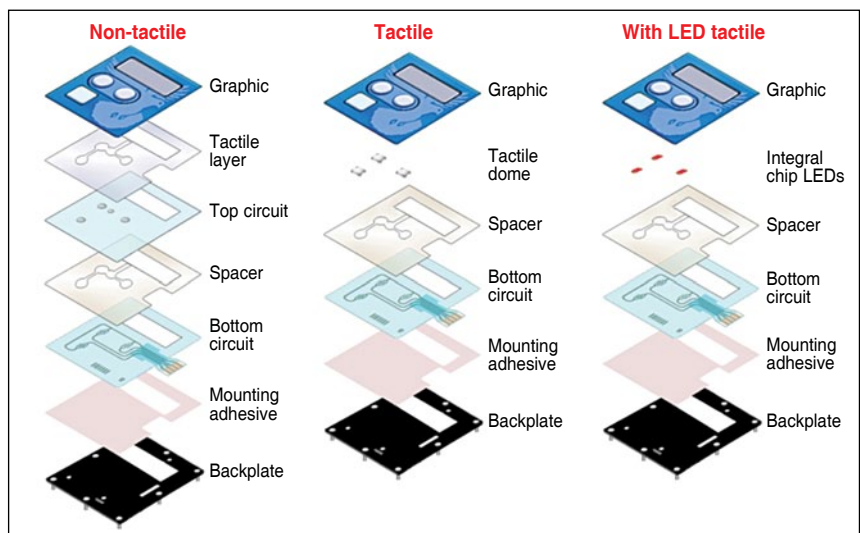 Non-tactile
Graphic
Tactile
layer
Top circuit
Spacer
Bottom
circuit
Mounting
adhesive
Backplate
Tactile
Graphic
Tactile
dome
Spacer
Bottom
circuit
Mounting
adhesive
Backplate
With LED tactile
Graphic
Integral
chip LEDs
Spacer
Bottom
circuit
Mounting
adhesive
Backplate